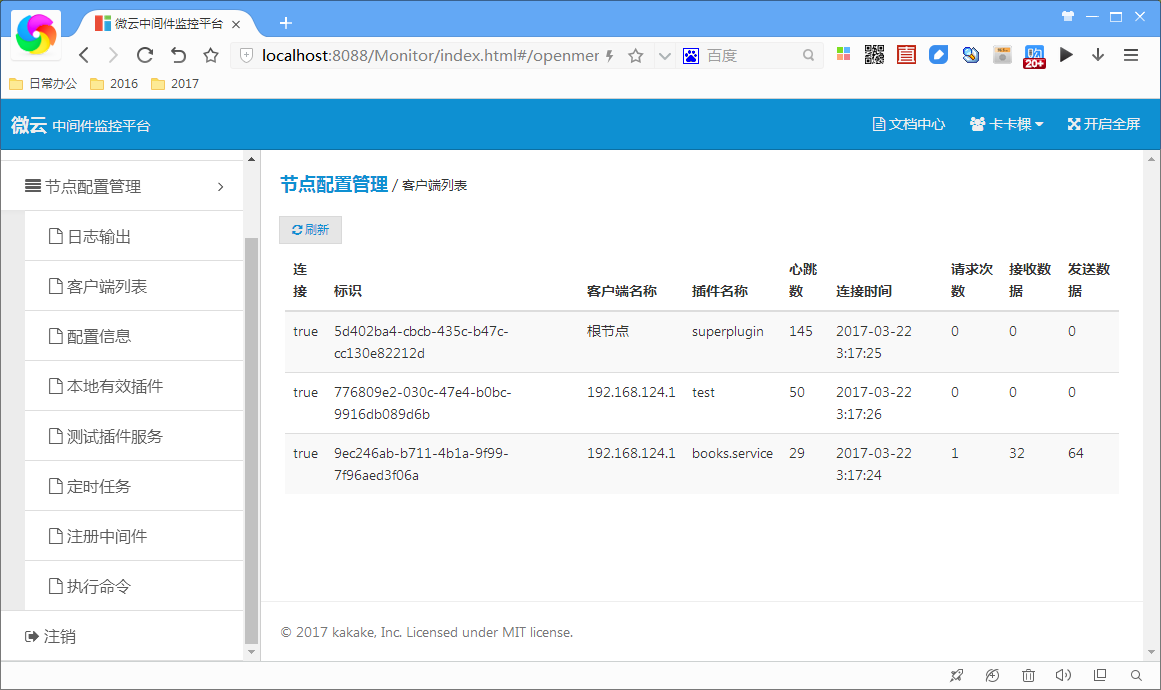 微云中间件监控平台
localhost:8088/Monitor/index.html#/openmer
百度
20+
日常办公 2016 2017
微云 中间件监控平台 文档中心 卡卡棵 开启全屏
节点配置管理
日志输出
客户端列表
配置信息
本地有效插件
测试插件服务
定时任务
注册中间件
执行命令
注销
节点配置管理 / 客户端列表
刷新
连接 标识 客户端名称 插件名称 心跳数 连接时间 请求次数 接收数据 发送数据
true 5d402ba4-cbcb-435c-b47c- 根节点 superplugin 145 2017-03-22 0 0 0
cc130e82212d 3:17:25
true 776809e2-030c-47e4-b0bc- 192.168.124.1 test 50 2017-03-22 0 0 0
9916db089d6b 3:17:26
true 9ec246ab-b711-4b1a-9f99- 192.168.124.1 books.service 29 2017-03-22 1 32 64
7f96aed3f06a 3:17:24
© 2017 kakake, Inc. Licensed under MIT license.